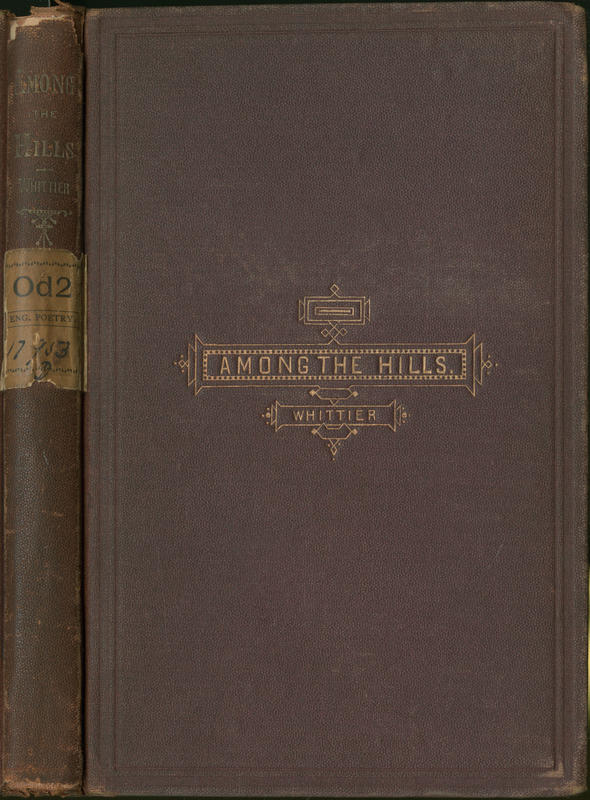 AMONG
THE
HILLS
WHITTIER
Od2
ENG. POETRY
AMONG THE HILLS.
WHITTIER